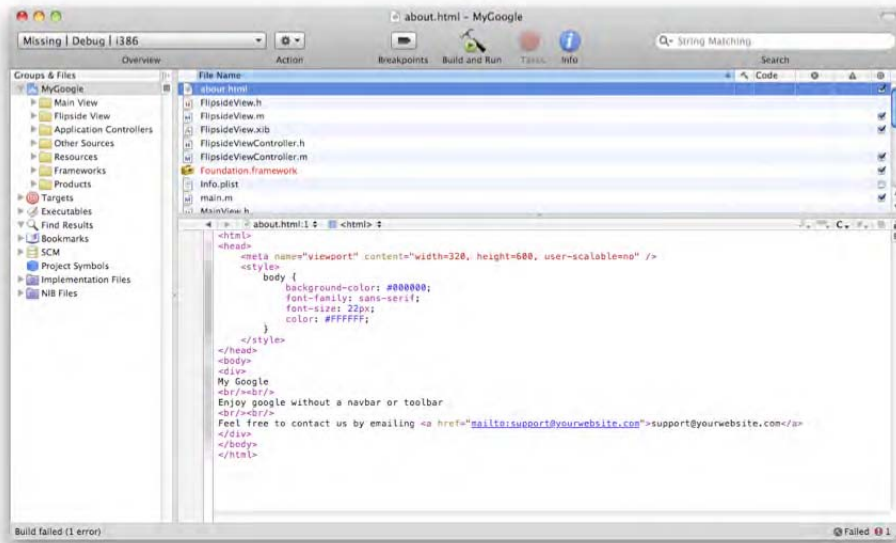 about.html - MyGoogle
Missing | Debug | i386
String Matching
Overview
Action
Breakpoints
Build and Run
Tasks
Info
Search
Groups & Files
MyGoogle
Main View
Flipside View
Application Controllers
Other Sources
Resources
Frameworks
Products
Targets
Executables
Find Results
Bookmarks
SCM
Project Symbols
Implementation Files
NIB Files
File Name
Code
about.html
FlipsideView.h
FlipsideView.m
FlipsideView.xib
FlipsideViewController.h
FlipsideViewController.m
Foundation.framework
Info.plist
main.m
MainView.h
about.html:1
<html>
<html>
<head>
<meta name="viewport" content="width=320, height=600, user-scalable=no" />
<style>
body {
background-color: #000000;
font-family: sans-serif;
font-size: 22px;
color: #FFFFFF;
}
</style>
</head>
<body>
<div>
My Google
<br/><br/>
Enjoy google without a navbar or toolbar
<br/><br/>
Feel free to contact us by emailing <a href="mailto:support@yourwebsite.com">support@yourwebsite.com</a>
</div>
</body>
</html>
Build failed (1 error)
Failed
1